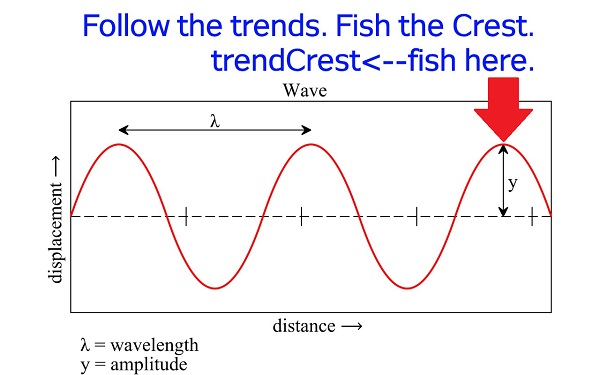 Follow the trends. Fish the Crest.
trendCrest<--fish here.
Wave
λ
y
displacement →
distance →
λ = wavelength
y = amplitude